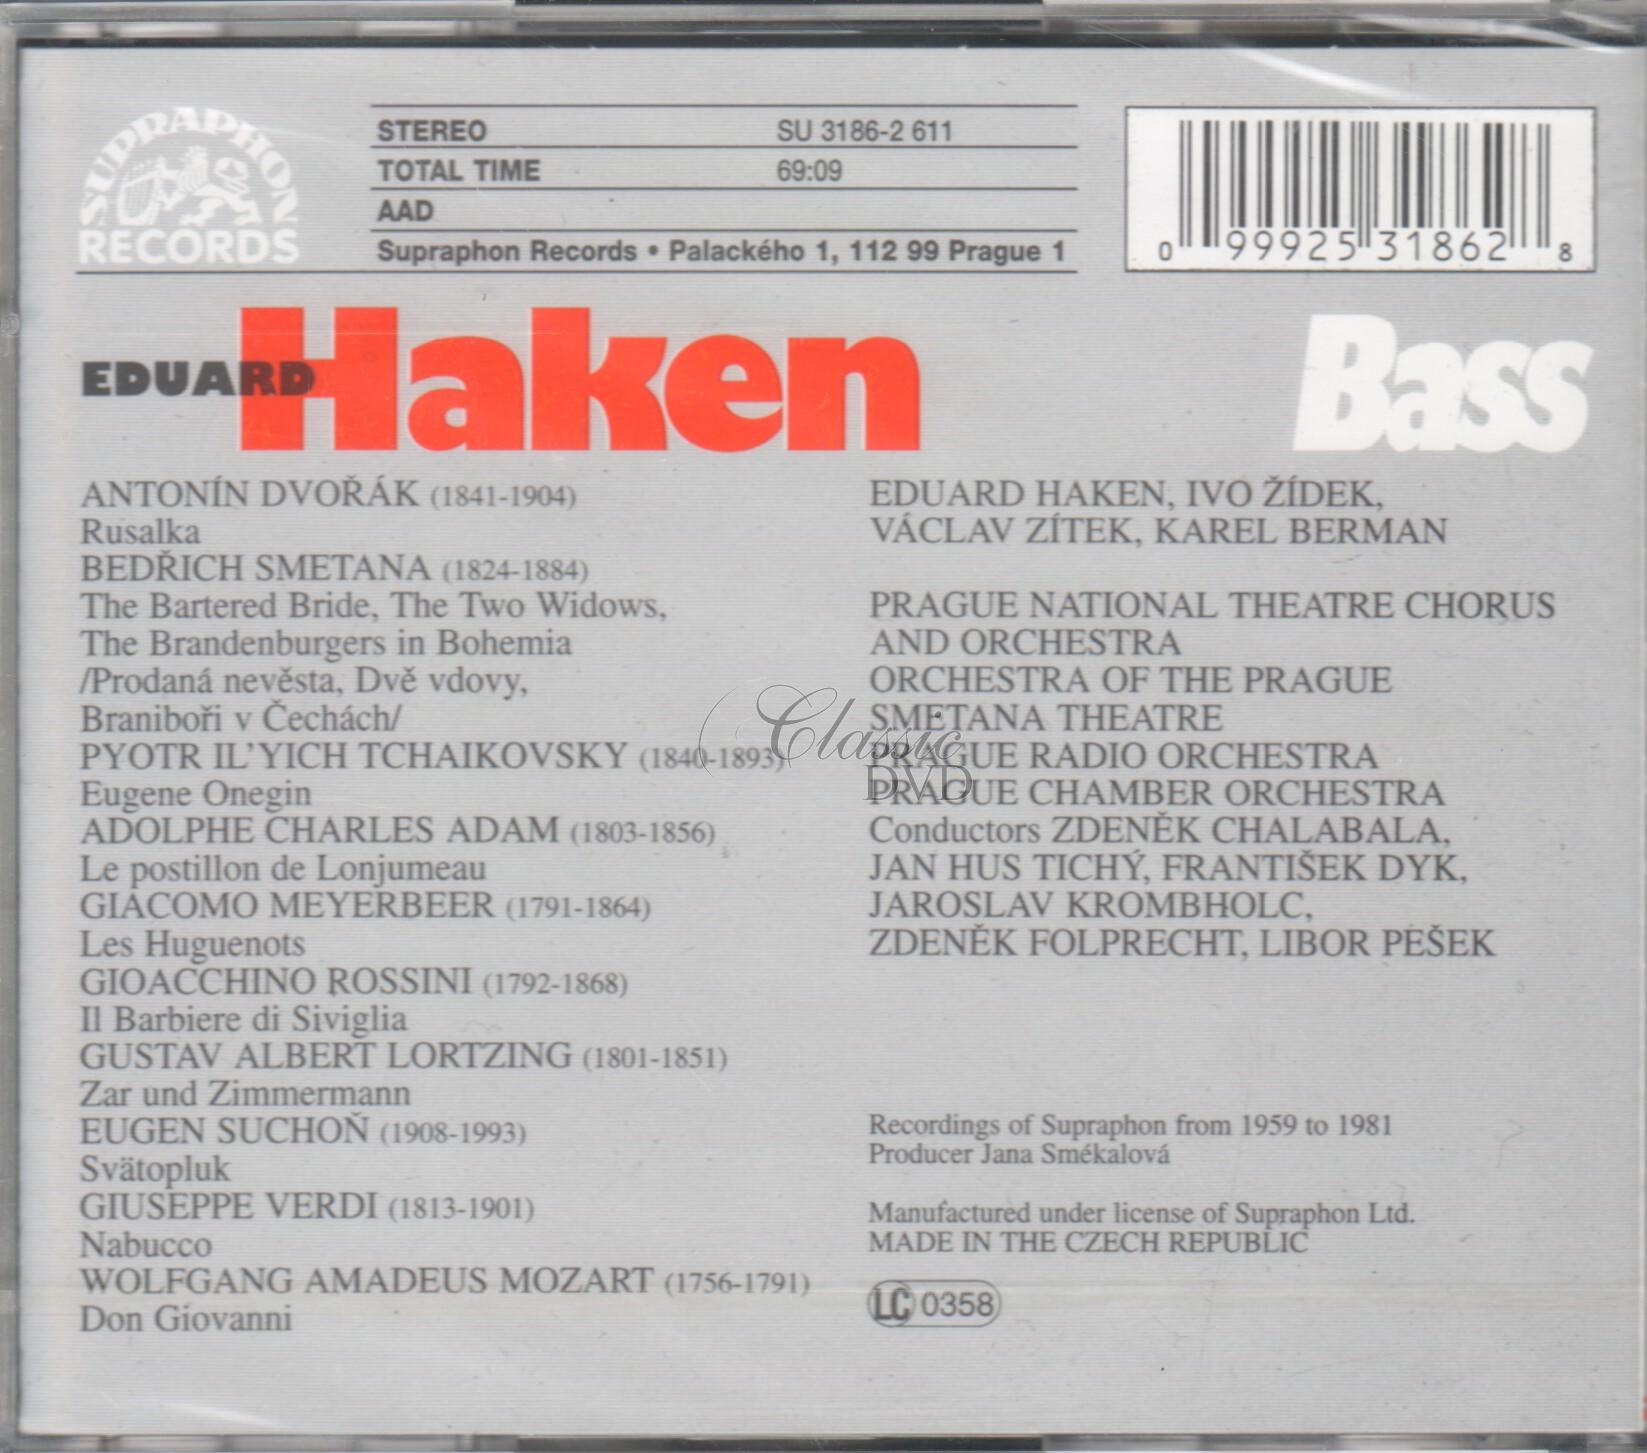 SUPRAPHON
RECORDS
STEREO SU 3186-2 611
TOTAL TIME 69:09
AAD
Supraphon Records • Palackého 1, 112 99 Prague 1
0 99925 31862 8
EDUARD Haken
Bass
ANTONÍN DVOŘÁK (1841-1904)
Rusalka
BEDŘICH SMETANA (1824-1884)
The Bartered Bride, The Two Widows,
The Brandenburgers in Bohemia
/Prodaná nevěsta, Dvě vdovy,
Braniboři v Čechách/
PYOTR IL'YICH TCHAIKOVSKY (1840-1893)
Eugene Onegin
ADOLPHE CHARLES ADAM (1803-1856)
Le postillon de Lonjumeau
GIACOMO MEYERBEER (1791-1864)
Les Huguenots
GIOACCHINO ROSSINI (1792-1868)
Il Barbiere di Siviglia
GUSTAV ALBERT LORTZING (1801-1851)
Zar und Zimmermann
EUGEN SUCHOŇ (1908-1993)
Svätopluk
GIUSEPPE VERDI (1813-1901)
Nabucco
WOLFGANG AMADEUS MOZART (1756-1791)
Don Giovanni
EDUARD HAKEN, IVO ŽÍDEK,
VÁCLAV ZÍTEK, KAREL BERMAN
PRAGUE NATIONAL THEATRE CHORUS
AND ORCHESTRA
ORCHESTRA OF THE PRAGUE
SMETANA THEATRE
PRAGUE RADIO ORCHESTRA
PRAGUE CHAMBER ORCHESTRA
Conductors ZDENĚK CHALABALA,
JAN HUS TICHÝ, FRANTIŠEK DYK,
JAROSLAV KROMBHOLC,
ZDENĚK FOLPRECHT, LIBOR PEŠEK
Classic
DVD
Recordings of Supraphon from 1959 to 1981
Producer Jana Smékalová
Manufactured under license of Supraphon Ltd.
MADE IN THE CZECH REPUBLIC
LC 0358